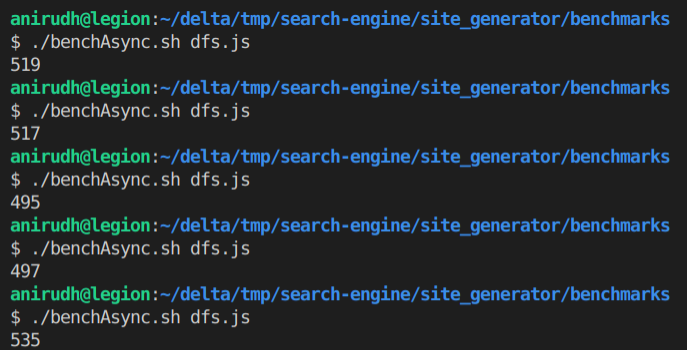 anirudh@legion:~/delta/tmp/search-engine/site_generator/benchmarks
$ ./benchAsync.sh dfs.js
519
anirudh@legion:~/delta/tmp/search-engine/site_generator/benchmarks
$ ./benchAsync.sh dfs.js
517
anirudh@legion:~/delta/tmp/search-engine/site_generator/benchmarks
$ ./benchAsync.sh dfs.js
495
anirudh@legion:~/delta/tmp/search-engine/site_generator/benchmarks
$ ./benchAsync.sh dfs.js
497
anirudh@legion:~/delta/tmp/search-engine/site_generator/benchmarks
$ ./benchAsync.sh dfs.js
535